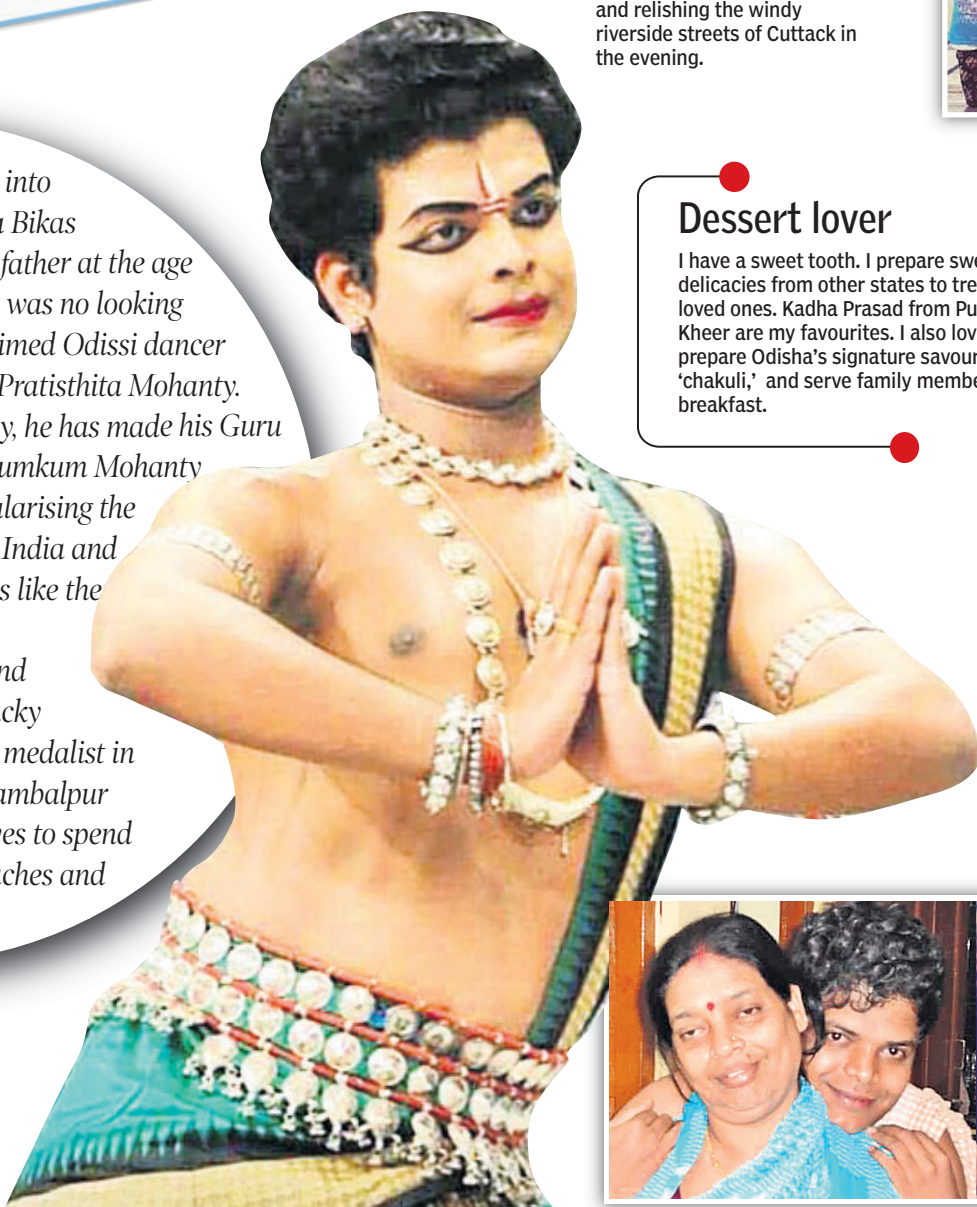 and relishing the windy
riverside streets of Cuttack in
the evening.
into
a Bikas
father at the age
was no looking
imed Odissi dancer
Pratisthita Mohanty.
y, he has made his Guru
umkum Mohanty
larising the
India and
s like the
nd
cky
medalist in
ambalpur
es to spend
ches and
Dessert lover
I have a sweet tooth. I prepare swe
delicacies from other states to tre
loved ones. Kadha Prasad from Pu
Kheer are my favourites. I also lov
prepare Odisha’s signature savour
‘chakuli,’ and serve family membe
breakfast.